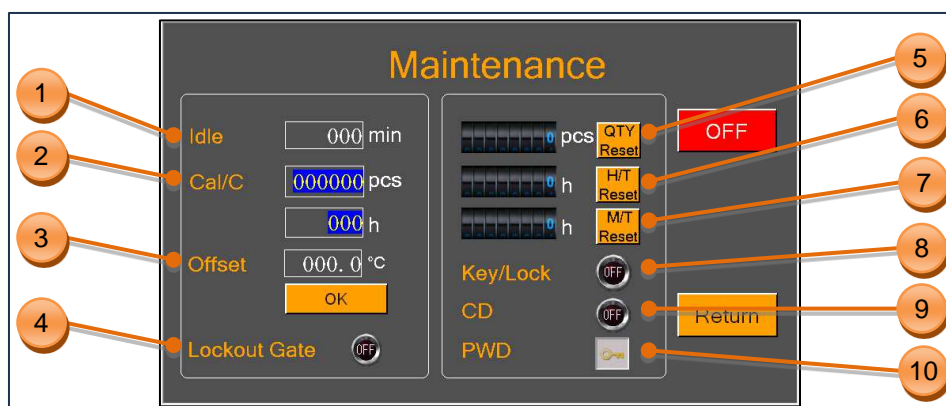 Maintenance
1
2
3
4
Idle 000 min
Cal/C 000000 pcs
000 h
Offset 000.0 °C
OK
Lockout Gate OFF
0 pcs QTY Reset
0 h H/T Reset
0 h M/T Reset
Key/Lock OFF
CD OFF
PWD
OFF
Return
5
6
7
8
9
10